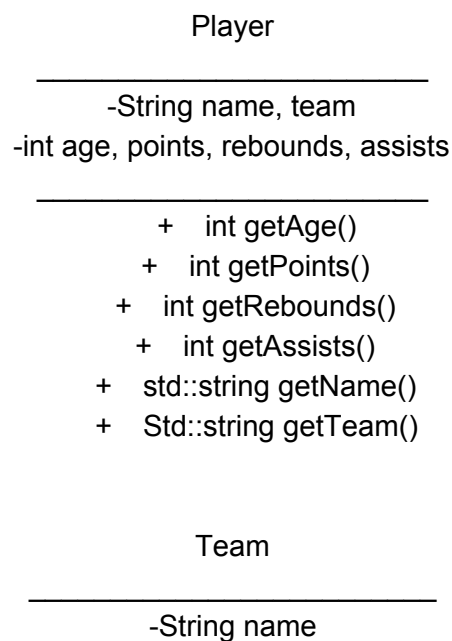 Player
-String name, team
-int age, points, rebounds, assists
+ int getAge()
+ int getPoints()
+ int getRebounds()
+ int getAssists()
+ std::string getName()
+ Std::string getTeam()
Team
-String name